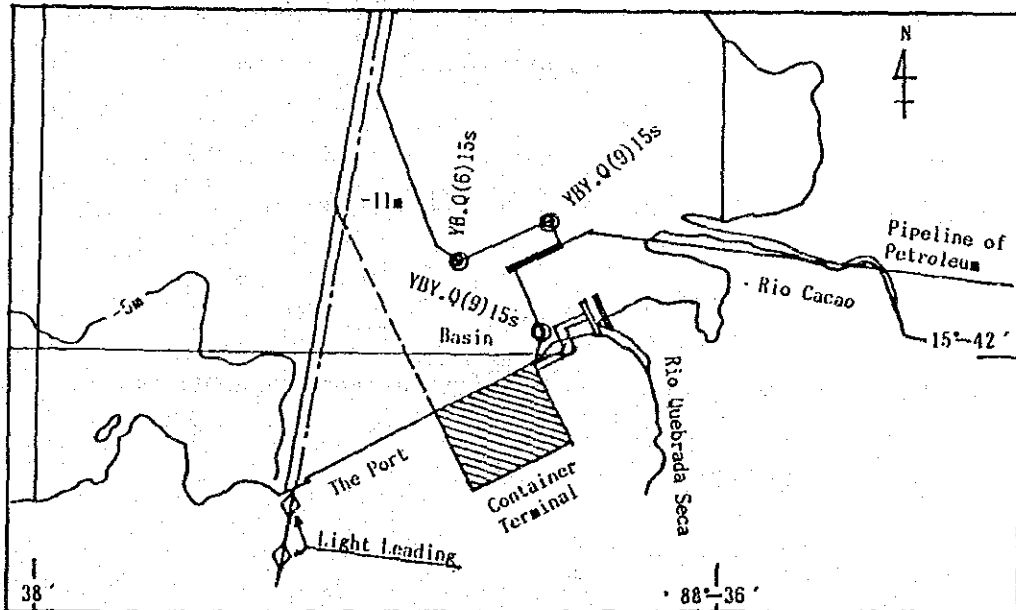 N
YB.Q(6)15s
YBY.Q(9)15s
-11m
Pipeline of
Petroleum
Rio Cacao
-5m
YBY.Q(9)15s
Basin
15°-42'
Rio Quebrada Seca
The Port
Container
Terminal
Light Leading
38'
88°-36'